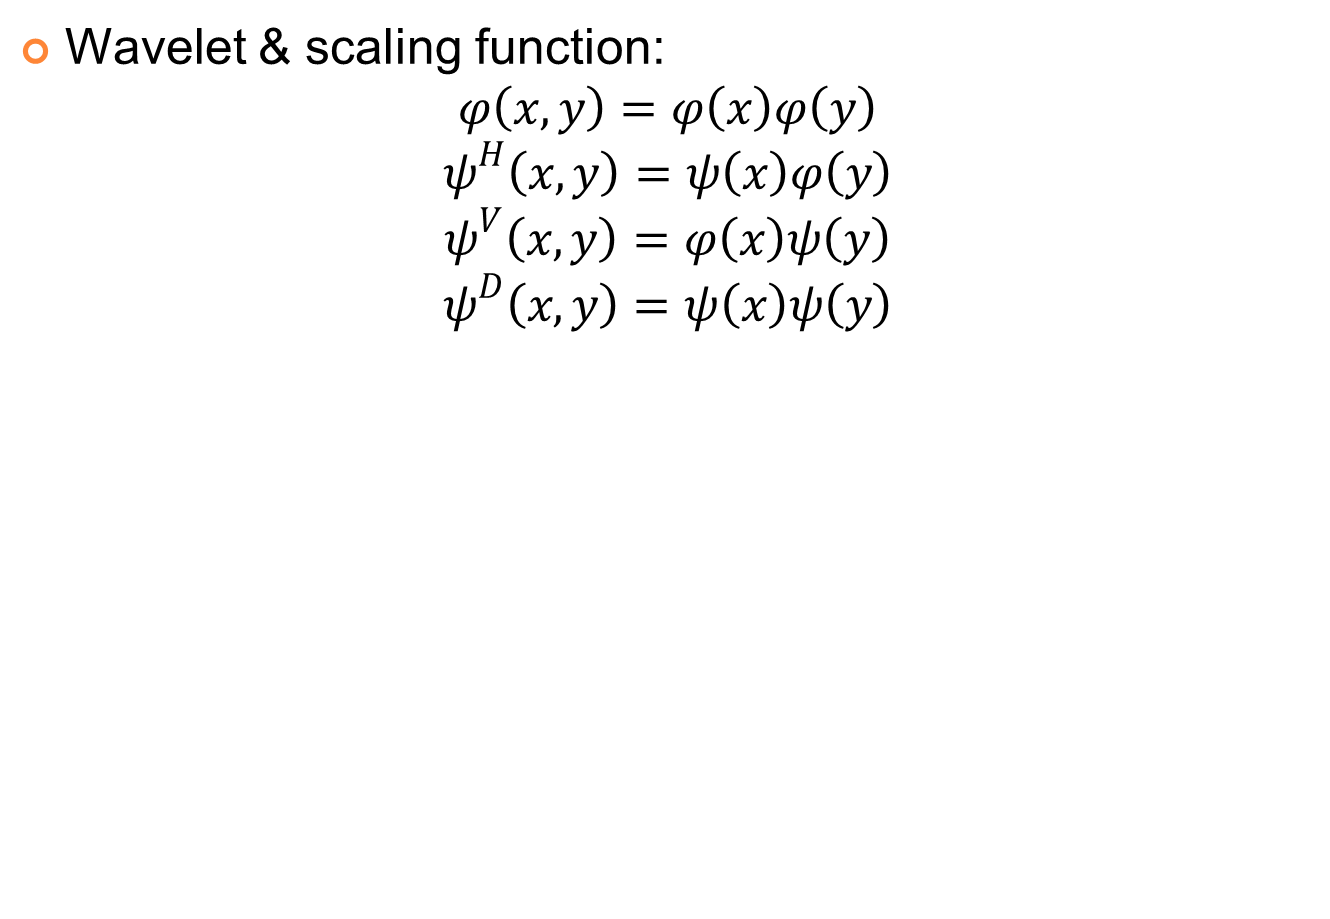 Wavelet & scaling function:
φ(x, y) = φ(x)φ(y)
ψ^H(x, y) = ψ(x)φ(y)
ψ^V(x, y) = φ(x)ψ(y)
ψ^D(x, y) = ψ(x)ψ(y)